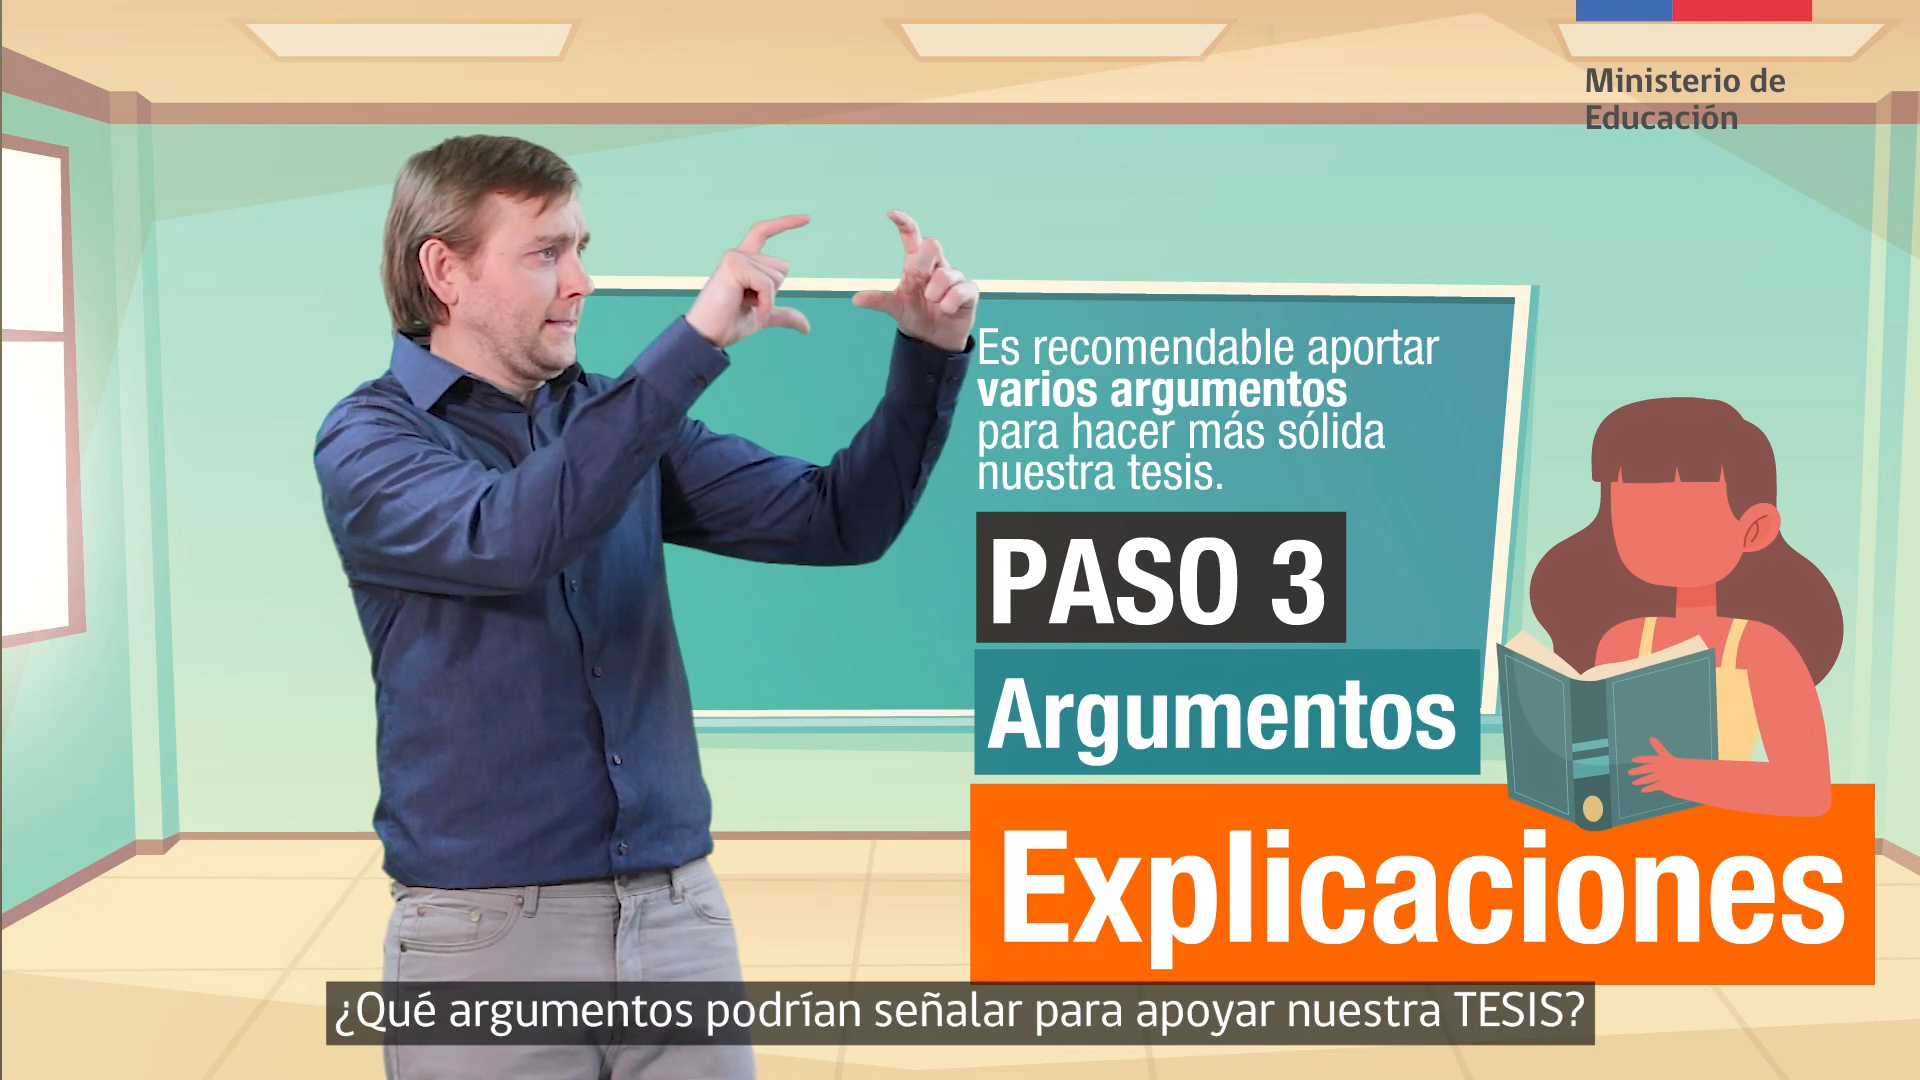 Ministerio de
Educación
Es recomendable aportar
varios argumentos
para hacer más sólida
nuestra tesis.
PASO 3
Argumentos
Explicaciones
¿Qué argumentos podrían señalar para apoyar nuestra TESIS?